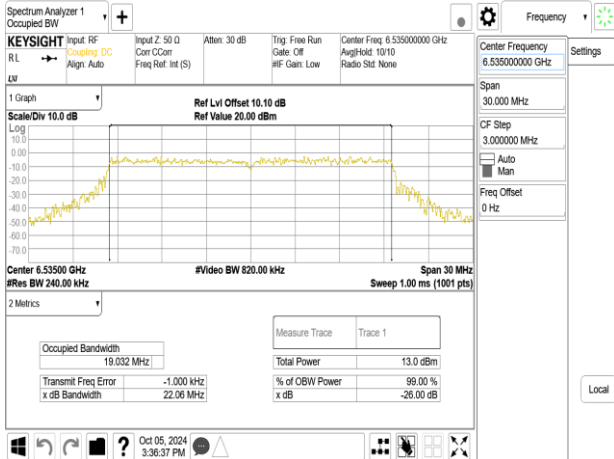 Spectrum Analyzer 1
Occupied BW
Frequency
KEYSIGHT
RL
LXI
Input: RF
Coupling: DC
Align: Auto
Input Z: 50 Ω
Corr CCorr
Freq Ref: Int (S)
Atten: 30 dB
Trig: Free Run
Gate: Off
#IF Gain: Low
Center Freq: 6.535000000 GHz
Avg|Hold: 10/10
Radio Std: None
Center Frequency
6.535000000 GHz
Settings
Span
30.000 MHz
CF Step
3.000000 MHz
Auto
Man
Freq Offset
0 Hz
Local
1 Graph
Scale/Div 10.0 dB
Ref Lvl Offset 10.10 dB
Ref Value 20.00 dBm
Log
10.0
0.00
-10.0
-20.0
-30.0
-40.0
-50.0
-60.0
-70.0
Center 6.53500 GHz
#Res BW 240.00 kHz
#Video BW 820.00 kHz
Span 30 MHz
Sweep 1.00 ms (1001 pts)
2 Metrics
Measure Trace Trace 1
Occupied Bandwidth
19.032 MHz
Total Power 13.0 dBm
Transmit Freq Error -1.000 kHz
% of OBW Power 99.00 %
x dB Bandwidth 22.06 MHz
x dB -26.00 dB
Oct 05, 2024
3:36:37 PM